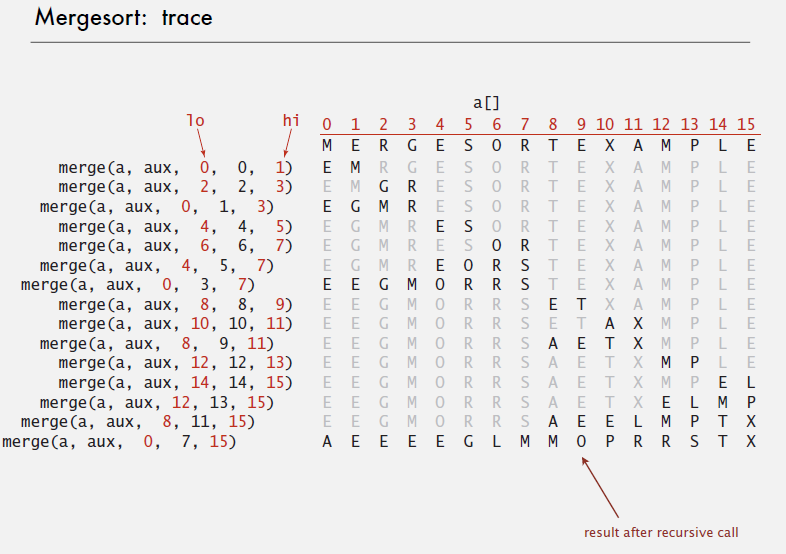 Mergesort: trace
a[]
lo hi 0 1 2 3 4 5 6 7 8 9 10 11 12 13 14 15
M E R G E S O R T E X A M P L E
merge(a, aux, 0, 0, 1) E M R G E S O R T E X A M P L E
merge(a, aux, 2, 2, 3) E M G R E S O R T E X A M P L E
merge(a, aux, 0, 1, 3) E G M R E S O R T E X A M P L E
merge(a, aux, 4, 4, 5) E G M R E S O R T E X A M P L E
merge(a, aux, 6, 6, 7) E G M R E S O R T E X A M P L E
merge(a, aux, 4, 5, 7) E G M R E O R S T E X A M P L E
merge(a, aux, 0, 3, 7) E E G M O R R S T E X A M P L E
merge(a, aux, 8, 8, 9) E E G M O R R S E T X A M P L E
merge(a, aux, 10, 10, 11) E E G M O R R S E T A X M P L E
merge(a, aux, 8, 9, 11) E E G M O R R S A E T X M P L E
merge(a, aux, 12, 12, 13) E E G M O R R S A E T X M P L E
merge(a, aux, 14, 14, 15) E E G M O R R S A E T X M P E L
merge(a, aux, 12, 13, 15) E E G M O R R S A E T X E L M P
merge(a, aux, 8, 11, 15) E E G M O R R S A E E L M P T X
merge(a, aux, 0, 7, 15) A E E E E G L M M O P R R S T X
result after recursive call